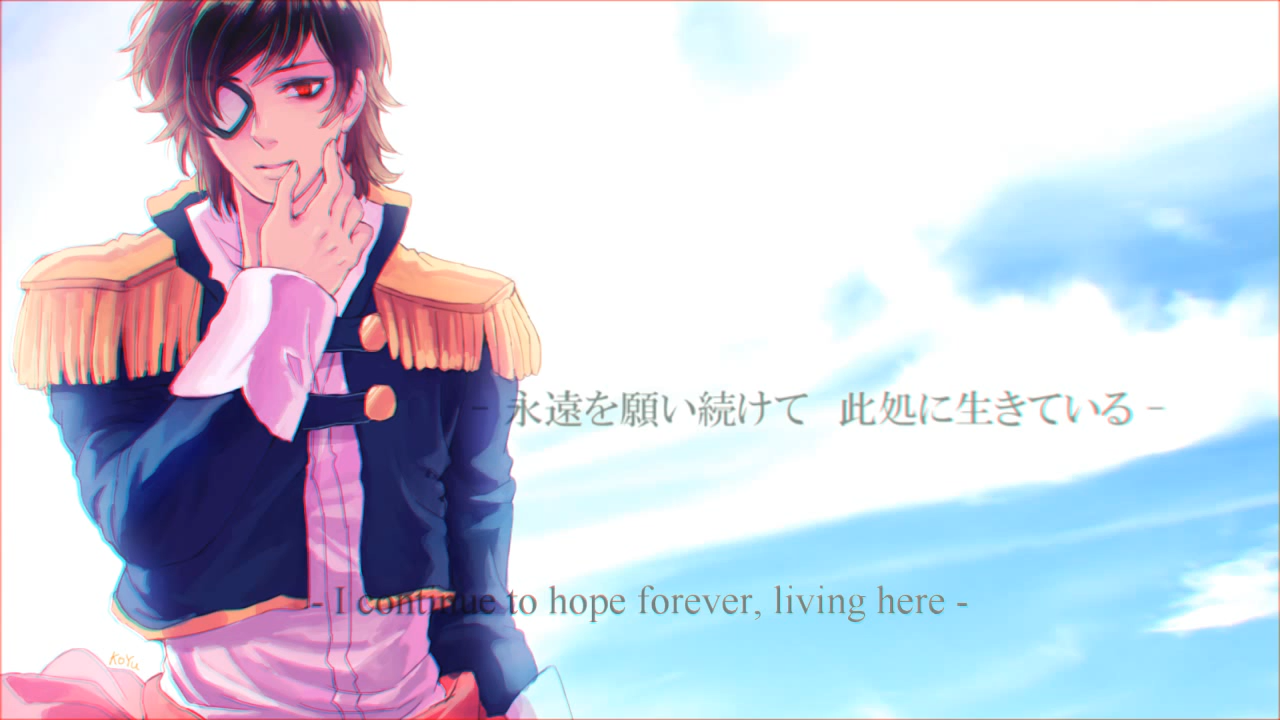 - 永遠を願い続けて　此処に生きている -
- I continue to hope forever, living here -
KoYu